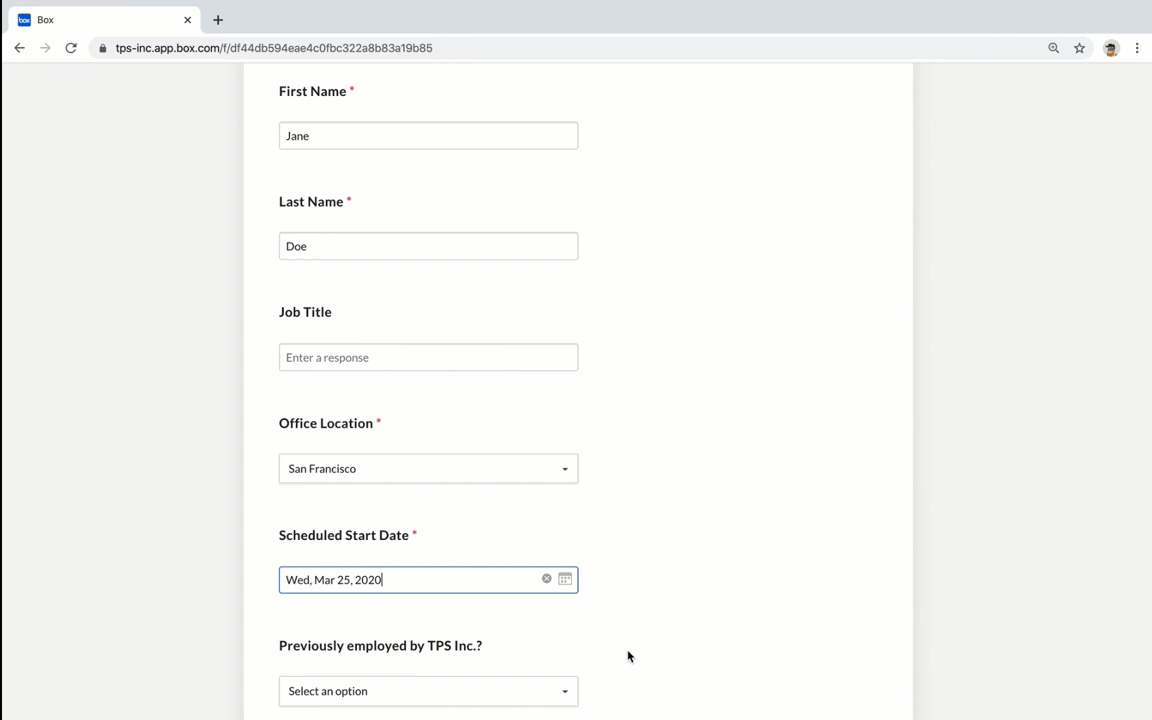 box
Box
tps-inc.app.box.com/f/df44db594eae4c0fbc322a8b83a19b85
First Name *
Jane
Last Name *
Doe
Job Title
Enter a response
Office Location *
San Francisco
Scheduled Start Date *
Wed, Mar 25, 2020
Previously employed by TPS Inc.?
Select an option